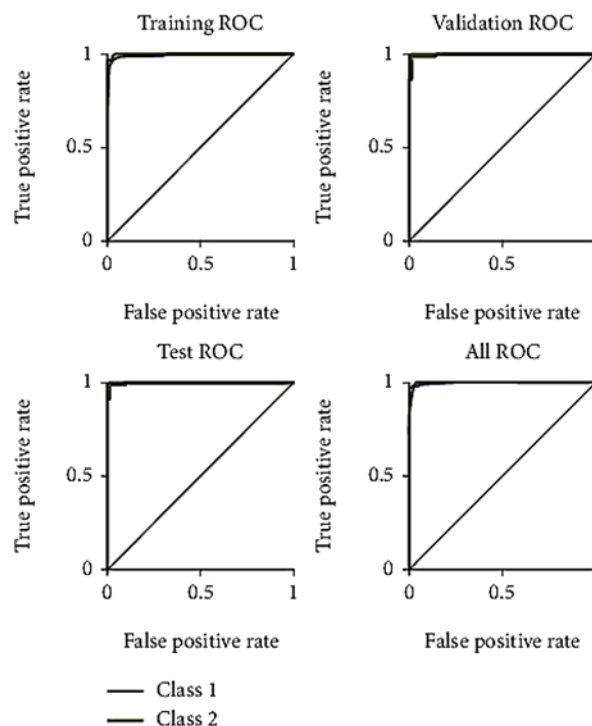 Training ROC
True positive rate
1
0.5
0
0 0.5 1
False positive rate
Validation ROC
True positive rate
1
0.5
0
0 0.5
False positive rate
Test ROC
True positive rate
1
0.5
0
0 0.5 1
False positive rate
All ROC
True positive rate
1
0.5
0
0 0.5
False positive rate
Class 1
Class 2